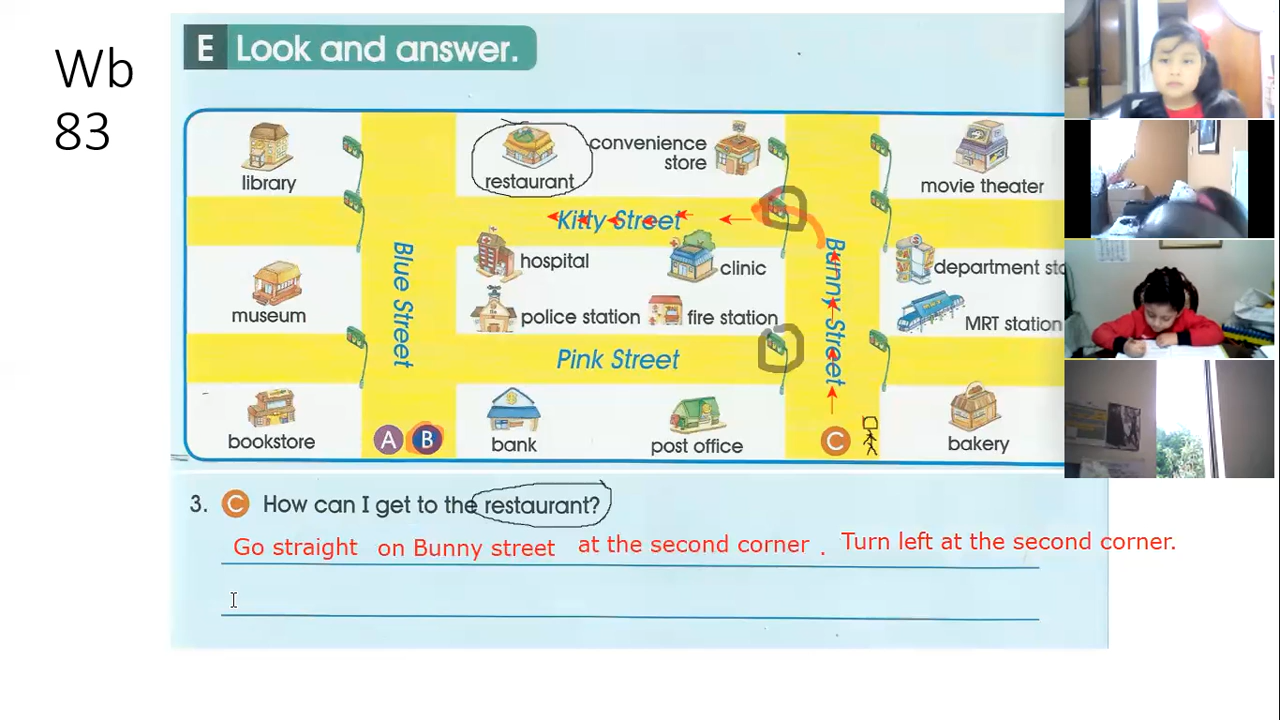 Wb
83
E Look and answer.
library
restaurant
convenience
store
movie theater
Kitty Street
Blue Street
Bunny Street
museum
hospital
clinic
department sto
police station
fire station
MRT station
Pink Street
bookstore
A B
bank
post office
C
bakery
3. C How can I get to the restaurant?
Go straight on Bunny street at the second corner . Turn left at the second corner.